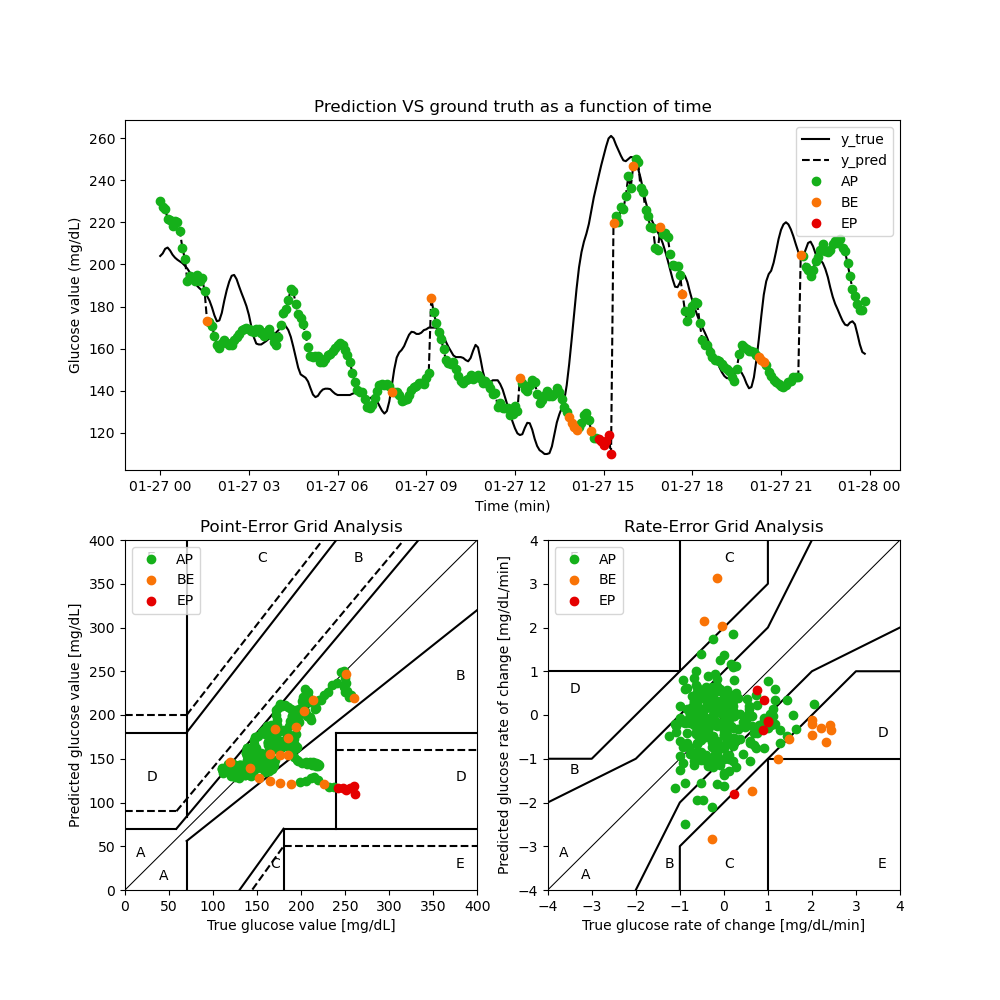 Prediction VS ground truth as a function of time
Glucose value (mg/dL)
260
240
220
200
180
160
140
120
y_true
y_pred
AP
BE
EP
01-27 00 01-27 03 01-27 06 01-27 09 01-27 12 01-27 15 01-27 18 01-27 21 01-28 00
Time (min)
Point-Error Grid Analysis
Predicted glucose value [mg/dL]
400
350
300
250
200
150
100
50
0
AP
BE
EP
C
B
B
D
D
A
A
C
E
0 50 100 150 200 250 300 350 400
True glucose value [mg/dL]
Rate-Error Grid Analysis
Predicted glucose rate of change [mg/dL/min]
4
3
2
1
0
−1
−2
−3
−4
AP
BE
EP
C
D
D
B
A
A
B
C
E
−4 −3 −2 −1 0 1 2 3 4
True glucose rate of change [mg/dL/min]